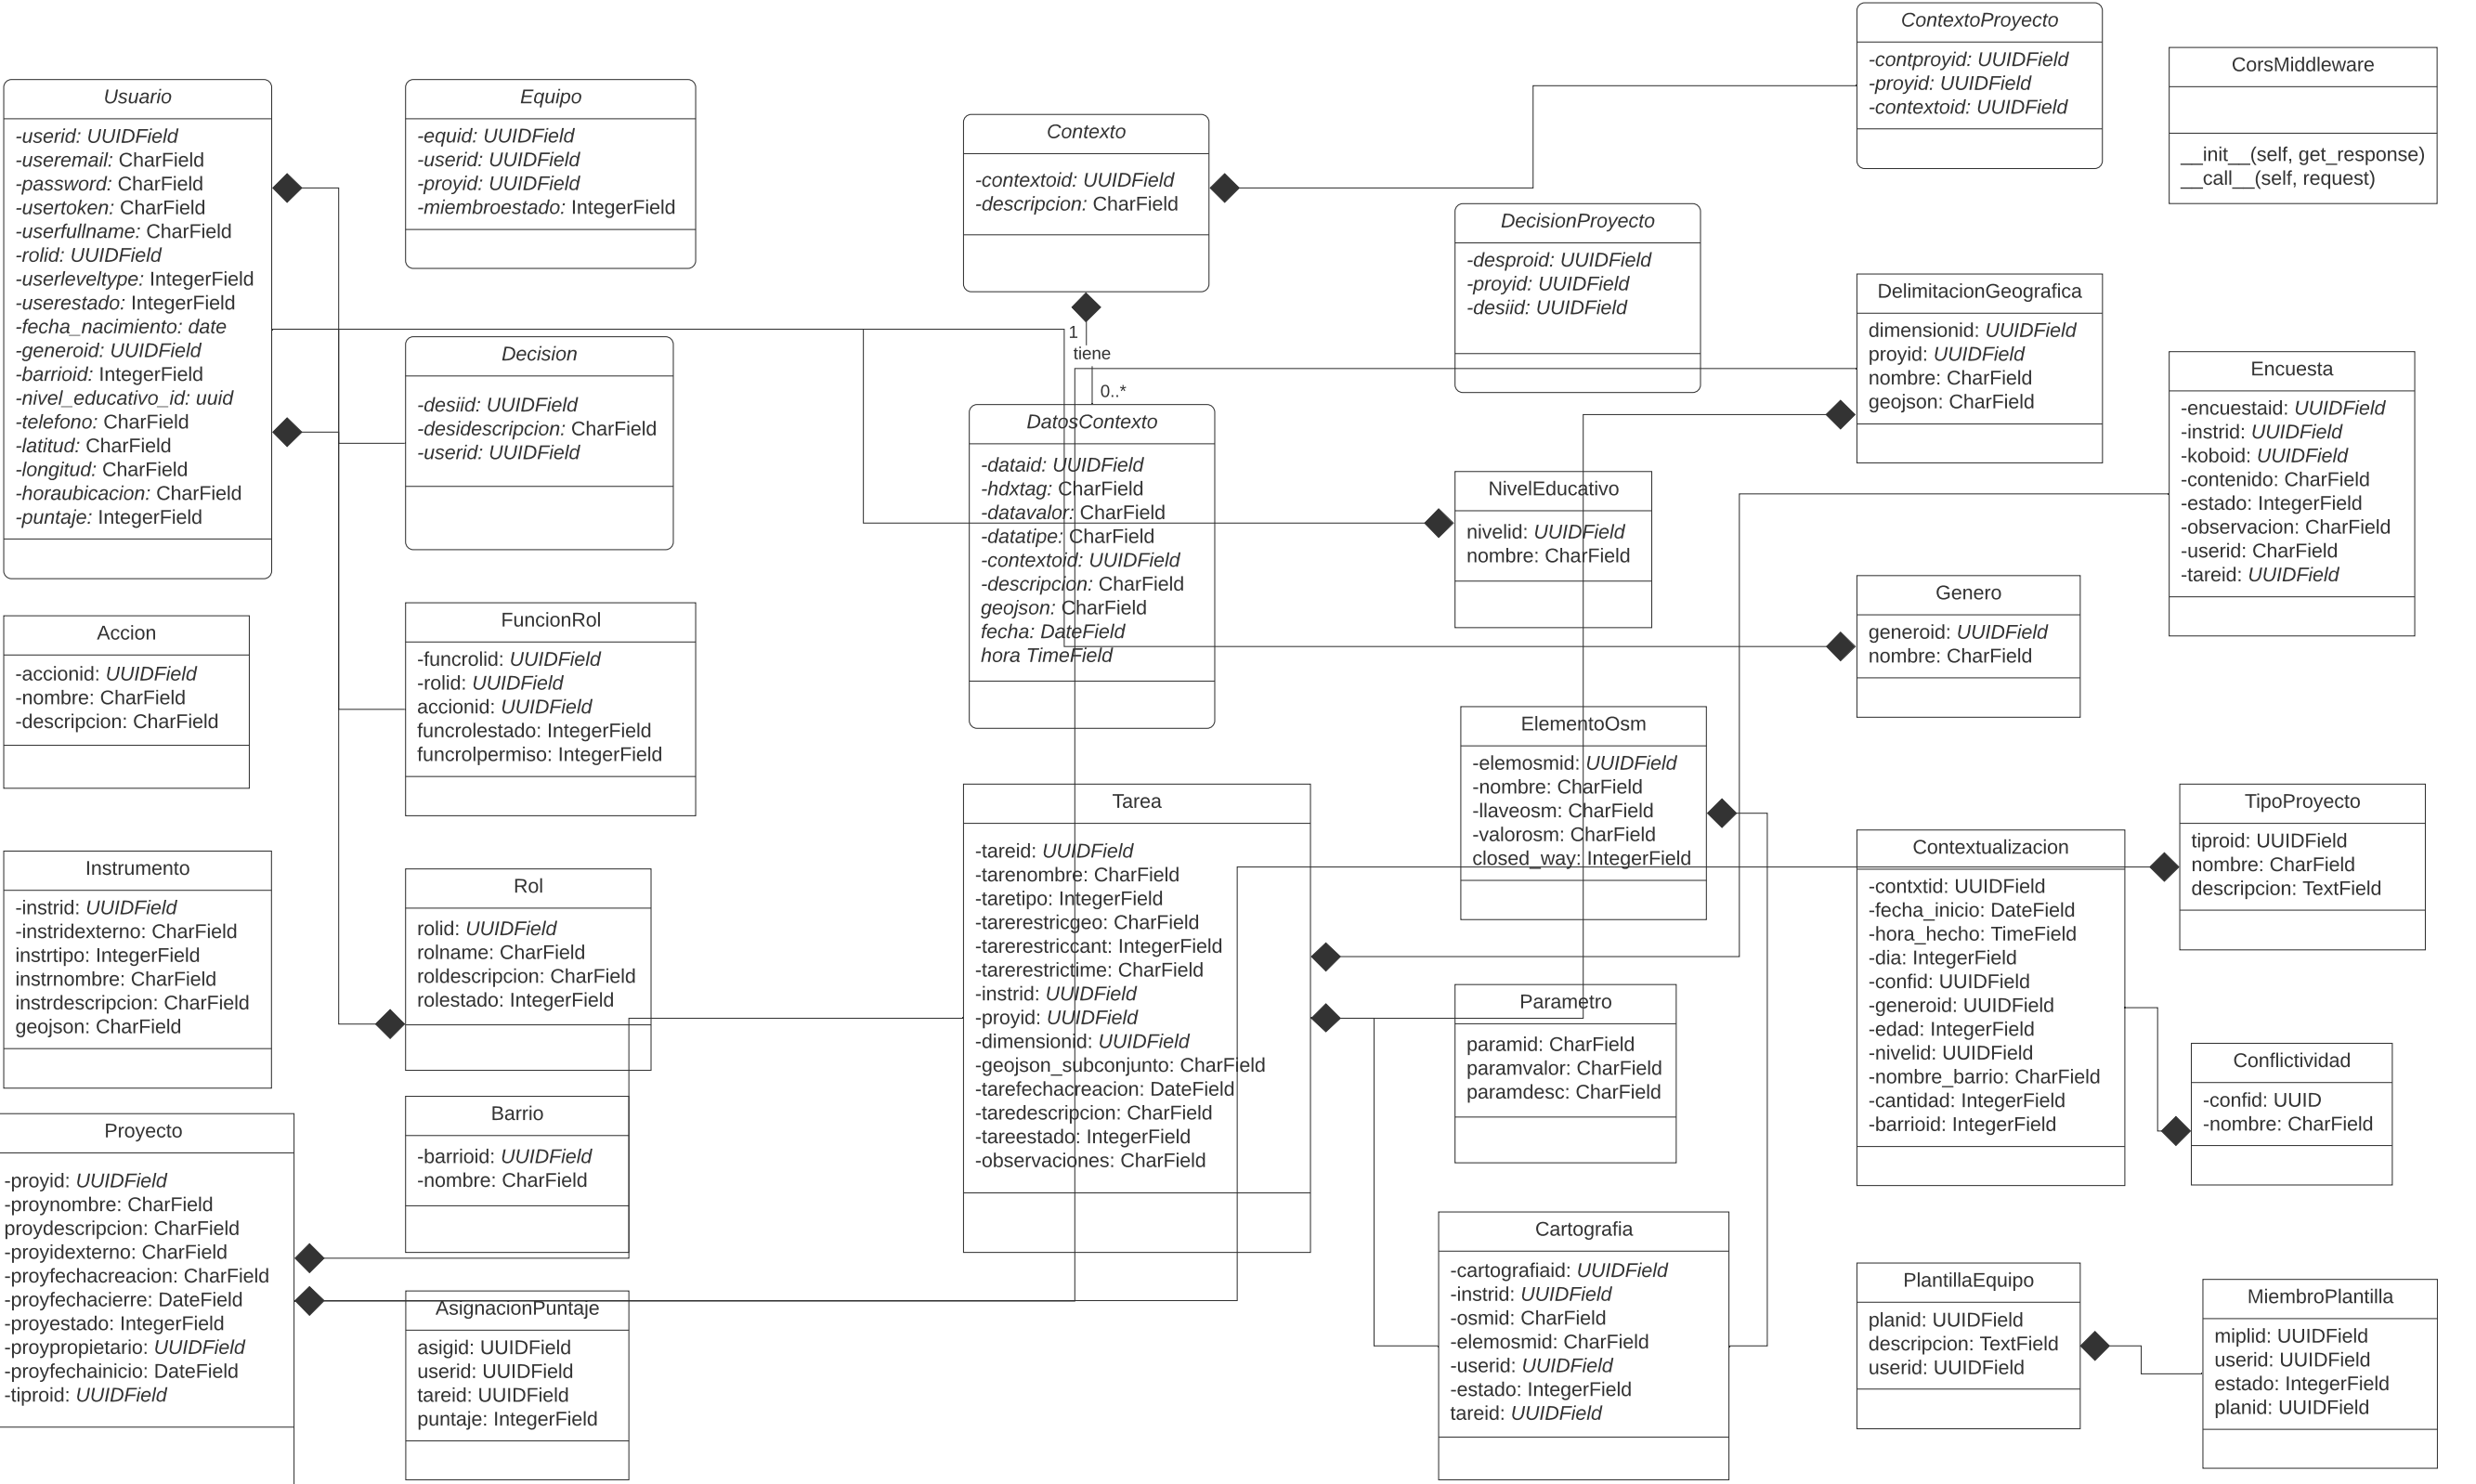 Usuario
-userid: UUIDField
-useremail: CharField
-password: CharField
-usertoken: CharField
-userfullname: CharField
-rolid: UUIDField
-userleveltype: IntegerField
-userestado: IntegerField
-fecha_nacimiento: date
-generoid: UUIDField
-barrioid: IntegerField
-nivel_educativo_id: uuid
-telefono: CharField
-latitud: CharField
-longitud: CharField
-horaubicacion: CharField
-puntaje: IntegerField
Accion
-accionid: UUIDField
-nombre: CharField
-descripcion: CharField
Instrumento
-instrid: UUIDField
-instridexterno: CharField
instrtipo: IntegerField
instrnombre: CharField
instrdescripcion: CharField
geojson: CharField
Proyecto
-proyid: UUIDField
-proynombre: CharField
proydescripcion: CharField
-proyidexterno: CharField
-proyfechacreacion: CharField
-proyfechacierre: DateField
-proyestado: IntegerField
-proypropietario: UUIDField
-proyfechainicio: DateField
-tiproid: UUIDField
Equipo
-equid: UUIDField
-userid: UUIDField
-proyid: UUIDField
-miembroestado: IntegerField
Decision
-desiid: UUIDField
-desidescripcion: CharField
-userid: UUIDField
FuncionRol
-funcrolid: UUIDField
-rolid: UUIDField
accionid: UUIDField
funcrolestado: IntegerField
funcrolpermiso: IntegerField
Rol
rolid: UUIDField
rolname: CharField
roldescripcion: CharField
rolestado: IntegerField
Barrio
-barrioid: UUIDField
-nombre: CharField
AsignacionPuntaje
asigid: UUIDField
userid: UUIDField
tareid: UUIDField
puntaje: IntegerField
Contexto
-contextoid: UUIDField
-descripcion: CharField
1
tiene
0..*
DatosContexto
-dataid: UUIDField
-hdxtag: CharField
-datavalor: CharField
-datatipe: CharField
-contextoid: UUIDField
-descripcion: CharField
geojson: CharField
fecha: DateField
hora TimeField
Tarea
-tareid: UUIDField
-tarenombre: CharField
-taretipo: IntegerField
-tarerestricgeo: CharField
-tarerestriccant: IntegerField
-tarerestrictime: CharField
-instrid: UUIDField
-proyid: UUIDField
-dimensionid: UUIDField
-geojson_subconjunto: CharField
-tarefechacreacion: DateField
-taredescripcion: CharField
-tareestado: IntegerField
-observaciones: CharField
DecisionProyecto
-desproid: UUIDField
-proyid: UUIDField
-desiid: UUIDField
NivelEducativo
nivelid: UUIDField
nombre: CharField
ElementoOsm
-elemosmid: UUIDField
-nombre: CharField
-llaveosm: CharField
-valorosm: CharField
closed_way: IntegerField
Parametro
paramid: CharField
paramvalor: CharField
paramdesc: CharField
Cartografia
-cartografiaid: UUIDField
-instrid: UUIDField
-osmid: CharField
-elemosmid: CharField
-userid: UUIDField
-estado: IntegerField
tareid: UUIDField
ContextoProyecto
-contproyid: UUIDField
-proyid: UUIDField
-contextoid: UUIDField
DelimitacionGeografica
dimensionid: UUIDField
proyid: UUIDField
nombre: CharField
geojson: CharField
Genero
generoid: UUIDField
nombre: CharField
Contextualizacion
-contxtid: UUIDField
-fecha_inicio: DateField
-hora_hecho: TimeField
-dia: IntegerField
-confid: UUIDField
-generoid: UUIDField
-edad: IntegerField
-nivelid: UUIDField
-nombre_barrio: CharField
-cantidad: IntegerField
-barrioid: IntegerField
PlantillaEquipo
planid: UUIDField
descripcion: TextField
userid: UUIDField
CorsMiddleware
__init__(self, get_response)
__call__(self, request)
Encuesta
-encuestaid: UUIDField
-instrid: UUIDField
-koboid: UUIDField
-contenido: CharField
-estado: IntegerField
-observacion: CharField
-userid: CharField
-tareid: UUIDField
TipoProyecto
tiproid: UUIDField
nombre: CharField
descripcion: TextField
Conflictividad
-confid: UUID
-nombre: CharField
MiembroPlantilla
miplid: UUIDField
userid: UUIDField
estado: IntegerField
planid: UUIDField